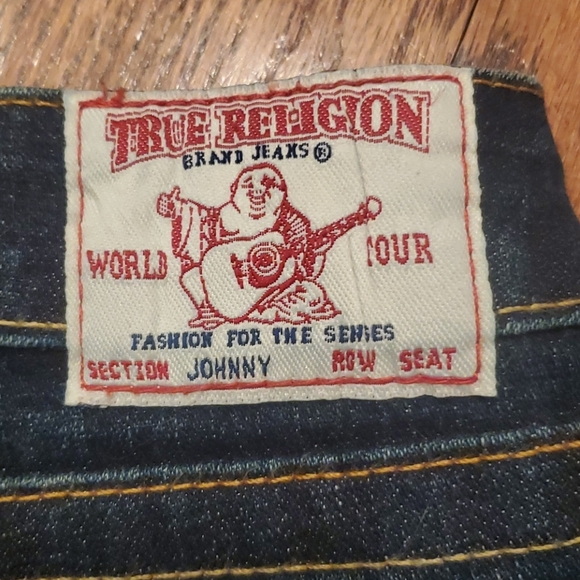 TRUE RELIGION
BRAND JEANS®
WORLD TOUR
FASHION FOR THE SENSES
SECTION JOHNNY ROW SEAT